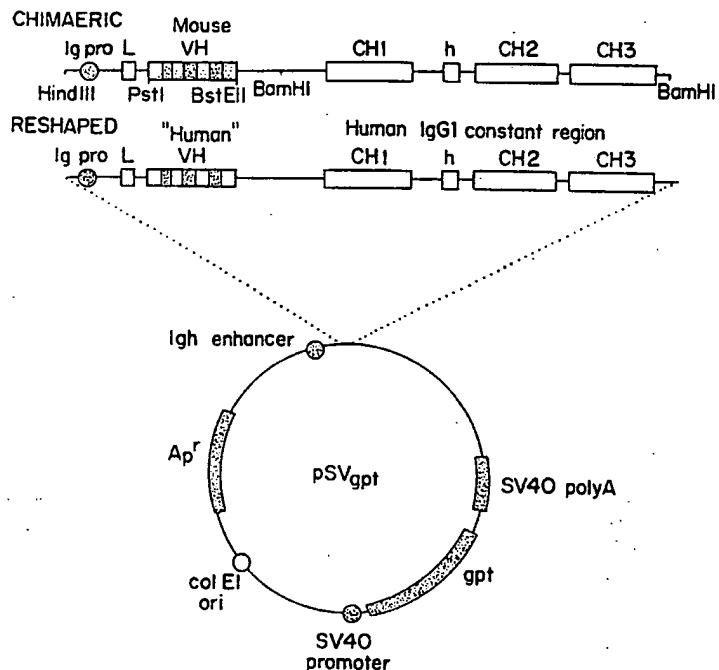 CHIMAERIC
Mouse
Ig pro L VH CH1 h CH2 CH3
HindIII PstI BstEII BamHI BamHI
RESHAPED "Human" Human IgG1 constant region
Ig pro L VH CH1 h CH2 CH3
Igh enhancer
Apr
pSVgpt
SV40 polyA
col EI
ori
gpt
SV40
promoter